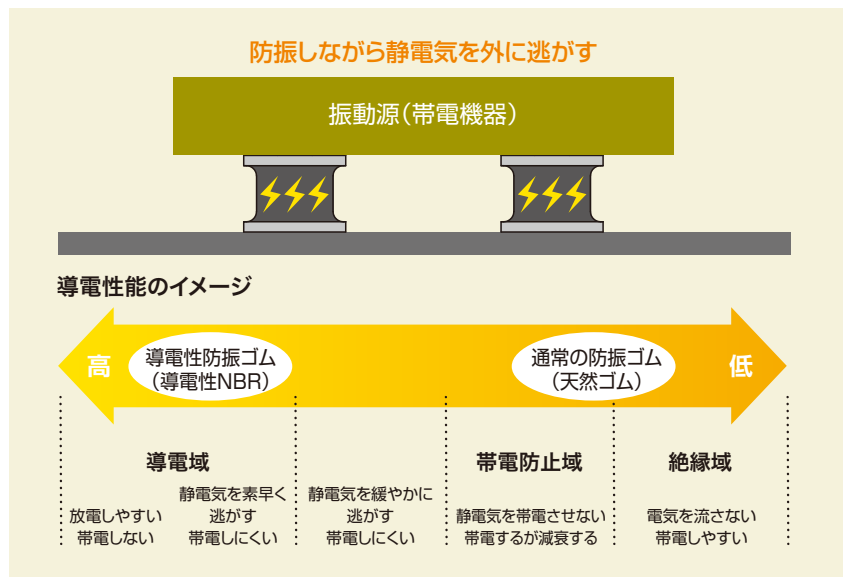 防振しながら静電気を外に逃がす
振動源（帯電機器）
導電性能のイメージ
高
導電性防振ゴム
（導電性NBR）
通常の防振ゴム
（天然ゴム）
低
導電域
帯電防止域
絶縁域
放電しやすい
帯電しない
静電気を素早く
逃がす
帯電しにくい
静電気を緩やかに
逃がす
帯電しにくい
静電気を帯電させない
帯電するが減衰する
電気を流さない
帯電しやすい